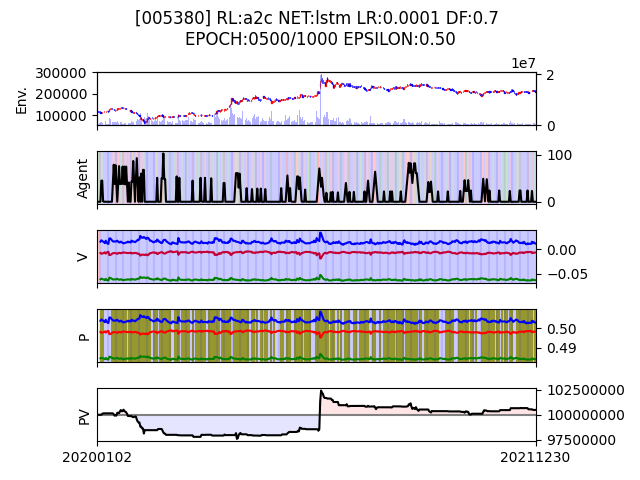 [005380] RL:a2c NET:lstm LR:0.0001 DF:0.7
EPOCH:0500/1000 EPSILON:0.50
1e7
300000
200000
100000
Env.
2
0
Agent
100
0
V
0.00
−0.05
P
0.50
0.49
PV
102500000
100000000
97500000
20200102
20211230